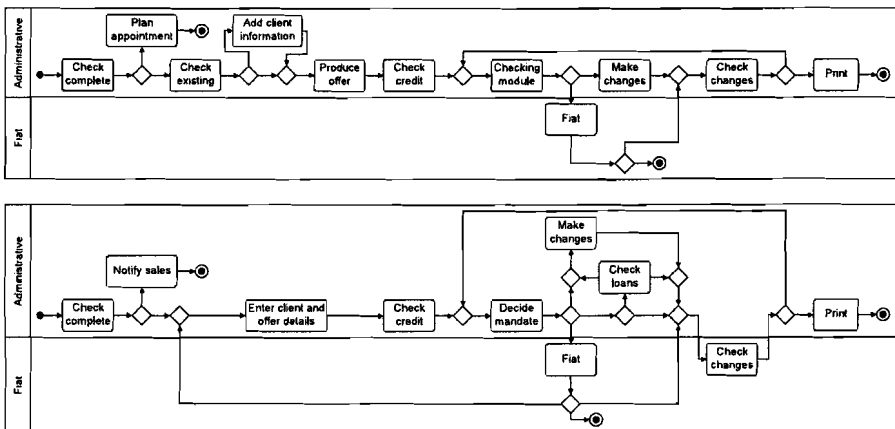 Administrative
Plan
appointment
Add client
information
Check
complete
Check
existing
Produce
offer
Check
credit
Checking
module
Make
changes
Check
changes
Print
Fiat
Fiat
Administrative
Make
changes
Notify sales
Check
loans
Check
complete
Enter client and
offer details
Check
credit
Decide
mandate
Print
Fiat
Fiat
Check
changes